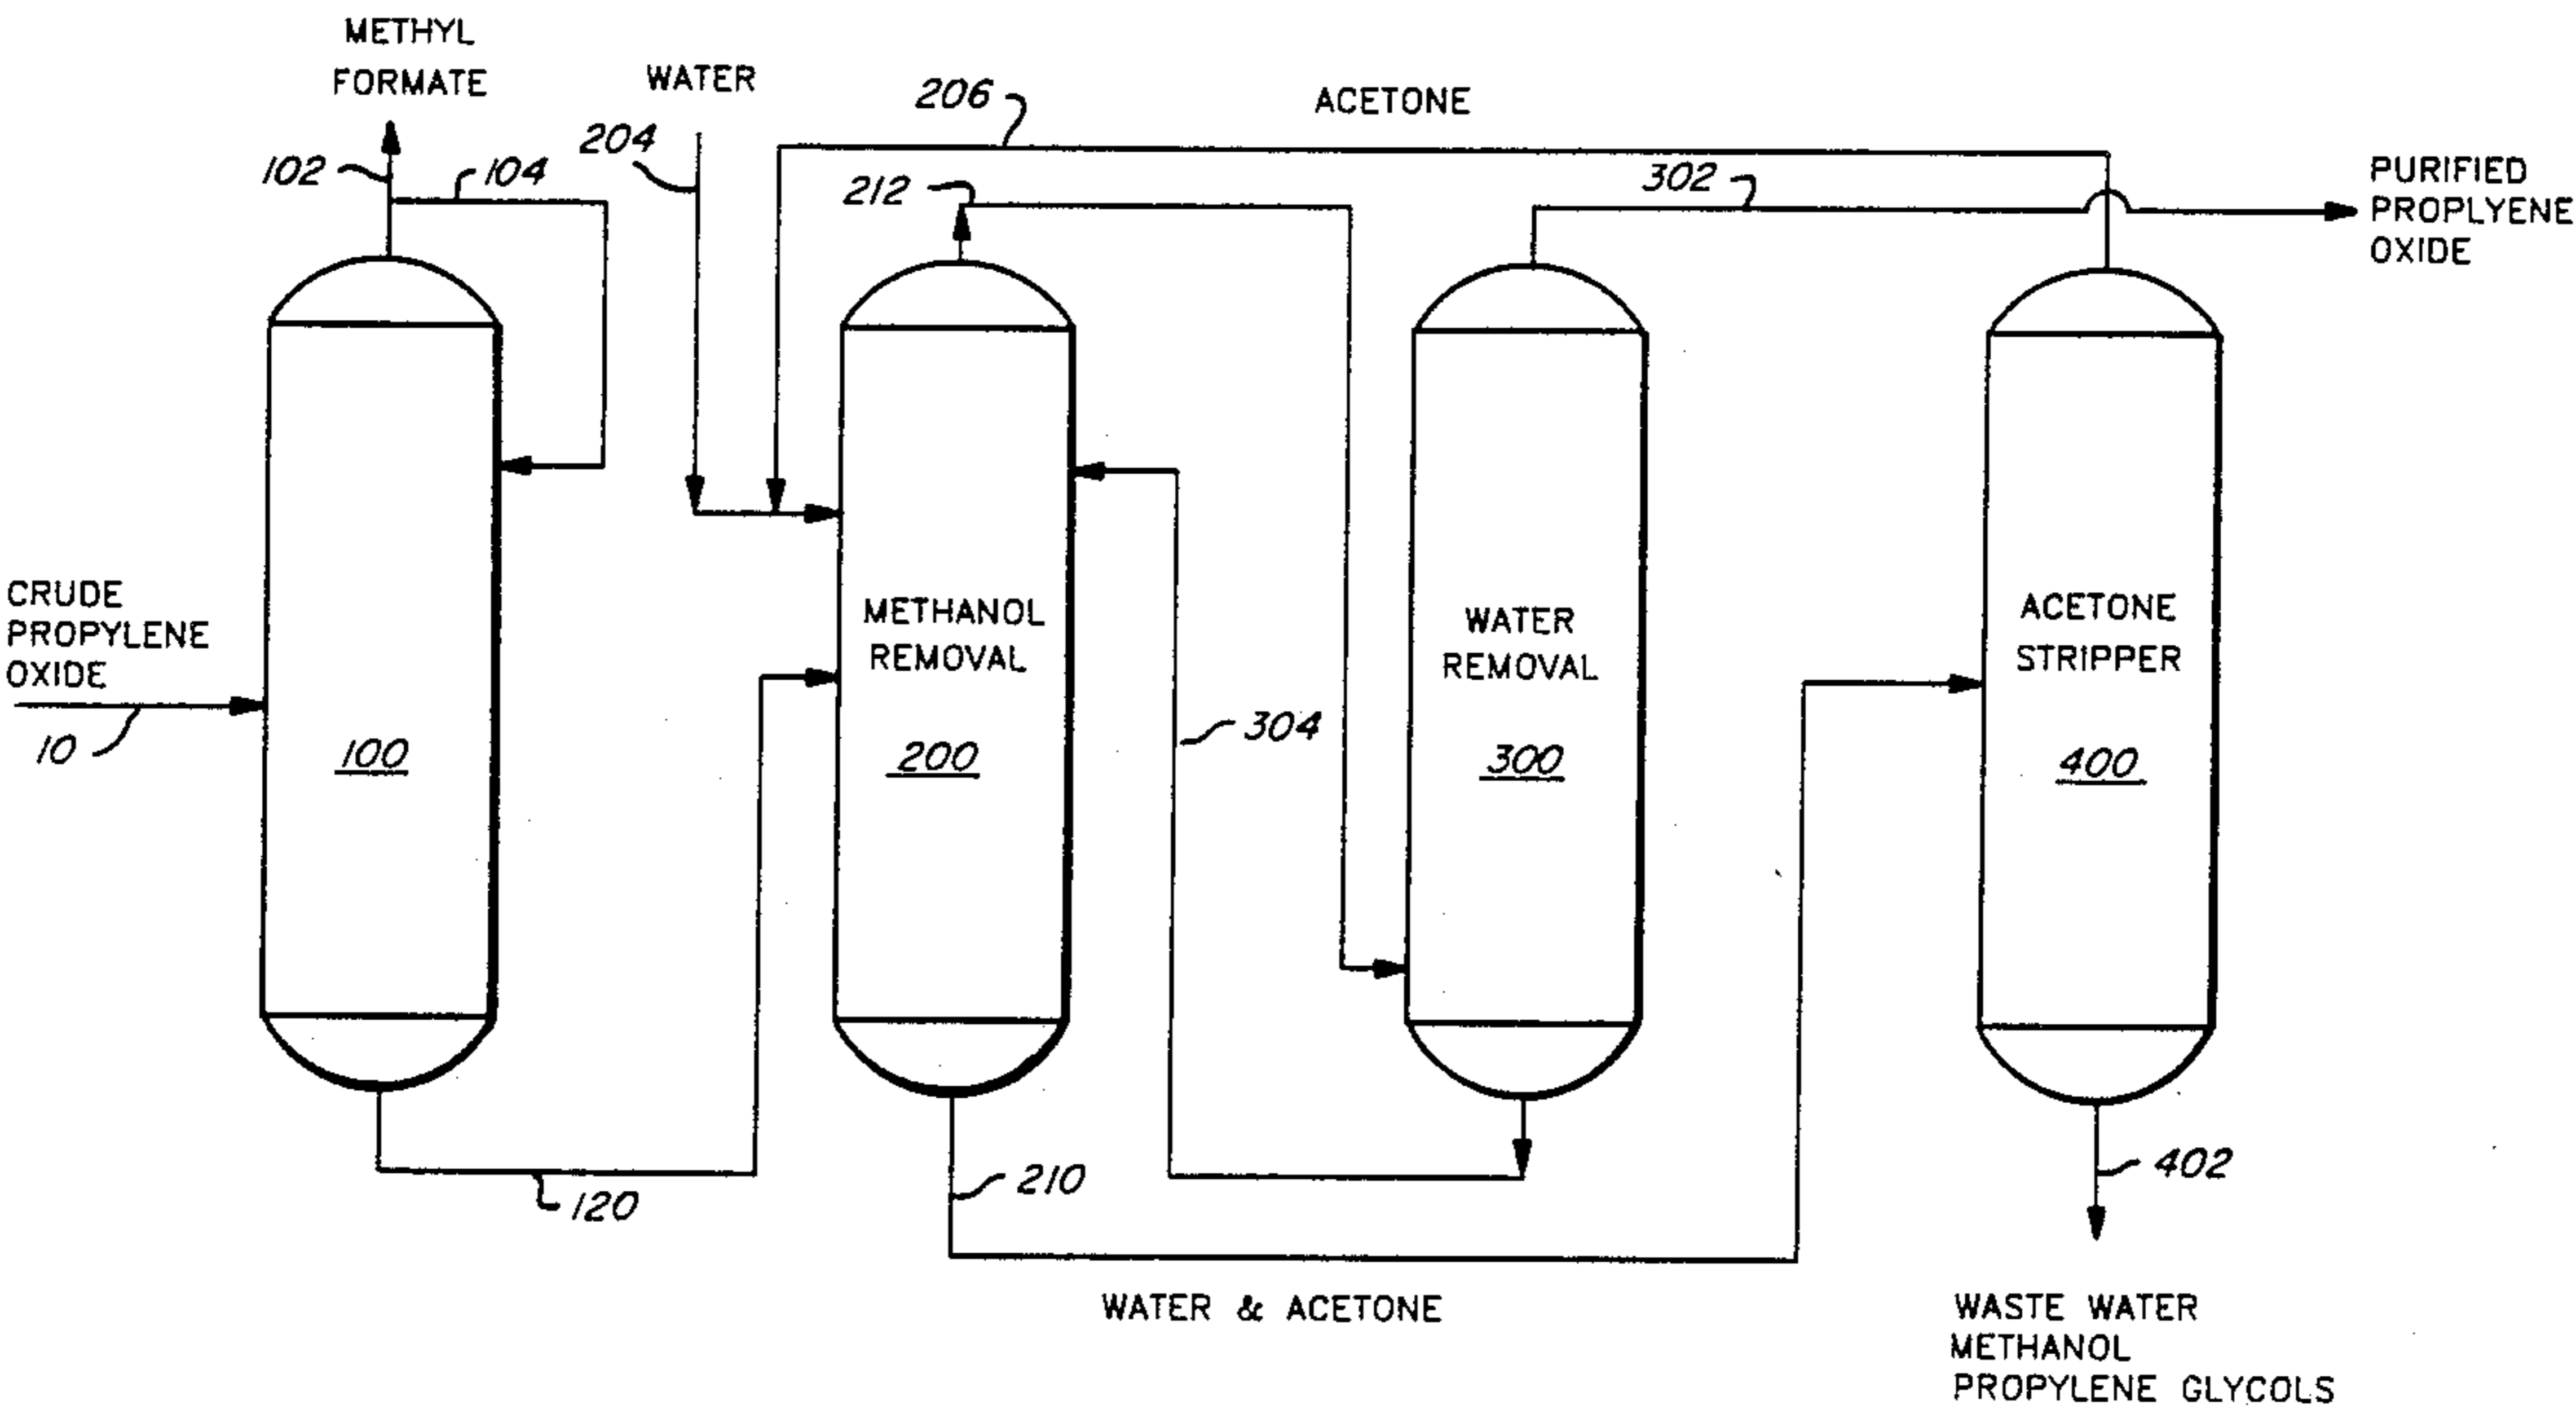 METHYL
FORMATE
WATER
206
ACETONE
204
102
104
212
302
PURIFIED
PROPLYENE
OXIDE
CRUDE
PROPYLENE
OXIDE
10
100
METHANOL
REMOVAL
200
304
WATER
REMOVAL
300
ACETONE
STRIPPER
400
120
210
402
WATER & ACETONE
WASTE WATER
METHANOL
PROPYLENE GLYCOLS